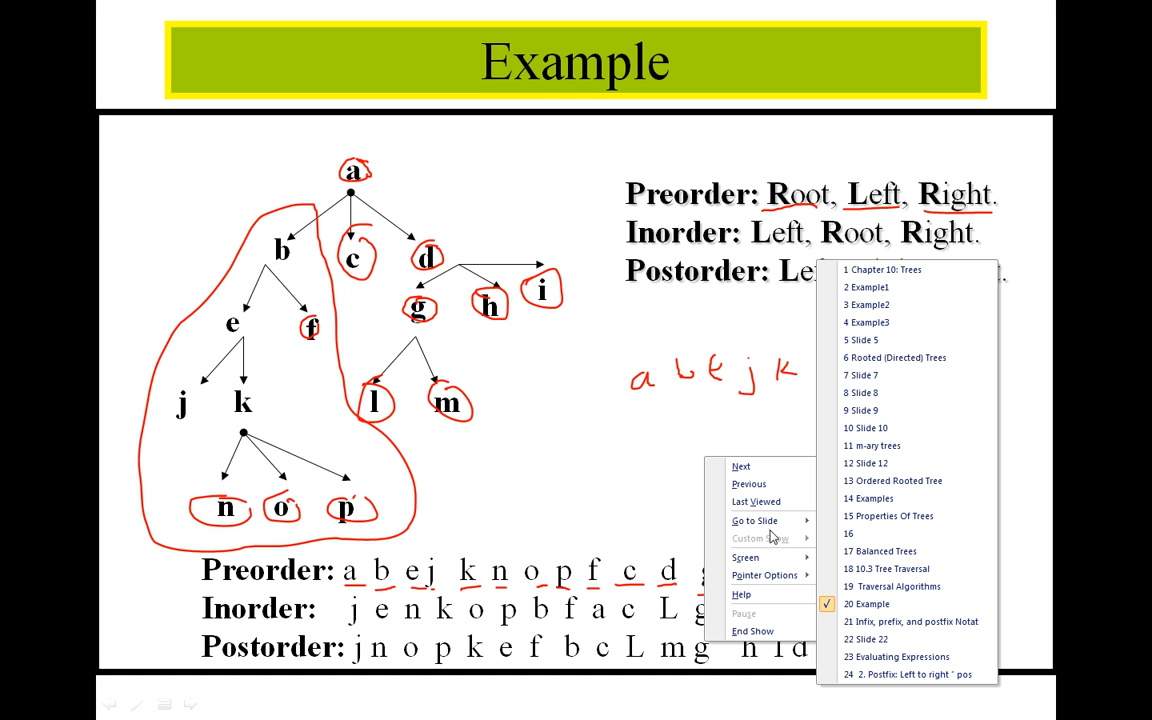 Example
a
b
c
d
e
f
g
h
i
j
k
l
m
n
o
p
Preorder: Root, Left, Right.
Inorder: Left, Root, Right.
Postorder: Le
a b E j k
Preorder: a b e j k n o p f c d g
Inorder: j e n k o p b f a c L g
Postorder: j n o p k e f b c L m g h I d
Next
Previous
Last Viewed
Go to Slide
Custom Show
Screen
Pointer Options
Help
Pause
End Show
1 Chapter 10: Trees
2 Example1
3 Example2
4 Example3
5 Slide 5
6 Rooted (Directed) Trees
7 Slide 7
8 Slide 8
9 Slide 9
10 Slide 10
11 m-ary trees
12 Slide 12
13 Ordered Rooted Tree
14 Examples
15 Properties Of Trees
16
17 Balanced Trees
18 10.3 Tree Traversal
19 Traversal Algorithms
20 Example
21 Infix, prefix, and postfix Notat
22 Slide 22
23 Evaluating Expressions
24 2. Postfix: Left to right " pos